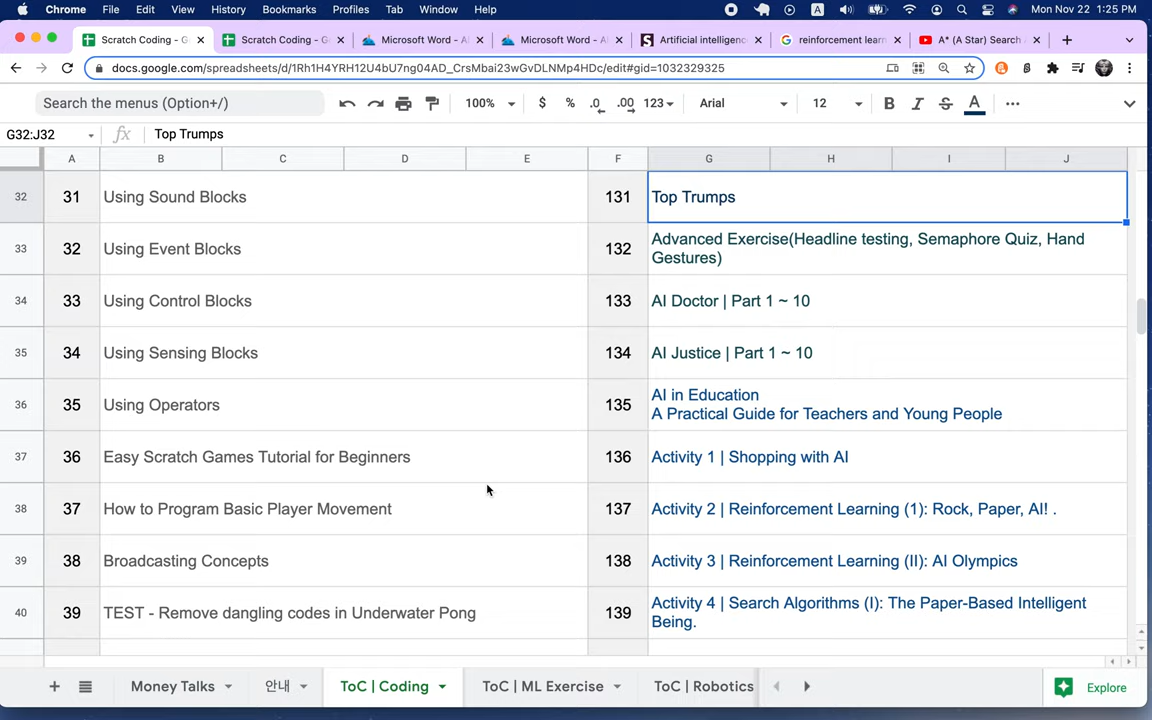 Chrome File Edit View History Bookmarks Profiles Tab Window Help A Mon Nov 22 1:25 PM
Scratch Coding - G Scratch Coding - G Microsoft Word - A Microsoft Word - A Artificial intelligenc reinforcement learn A* (A Star) Search
docs.google.com/spreadsheets/d/1Rh1H4YRH12U4bU7ng04AD_CrsMbai23wGvDLNMp4HDc/edit#gid=1032329325
Search the menus (Option+/) 100% $ % .0 .00 123 Arial 12 B I S A
G32:J32 fx Top Trumps
A B C D E F G H I J
32 31 Using Sound Blocks 131 Top Trumps
33 32 Using Event Blocks 132 Advanced Exercise(Headline testing, Semaphore Quiz, Hand
Gestures)
34 33 Using Control Blocks 133 AI Doctor | Part 1 ~ 10
35 34 Using Sensing Blocks 134 AI Justice | Part 1 ~ 10
36 35 Using Operators 135 AI in Education
A Practical Guide for Teachers and Young People
37 36 Easy Scratch Games Tutorial for Beginners 136 Activity 1 | Shopping with AI
38 37 How to Program Basic Player Movement 137 Activity 2 | Reinforcement Learning (1): Rock, Paper, AI! .
39 38 Broadcasting Concepts 138 Activity 3 | Reinforcement Learning (II): AI Olympics
40 39 TEST - Remove dangling codes in Underwater Pong 139 Activity 4 | Search Algorithms (I): The Paper-Based Intelligent
Being.
Money Talks 안내 ToC | Coding ToC | ML Exercise ToC | Robotics Explore